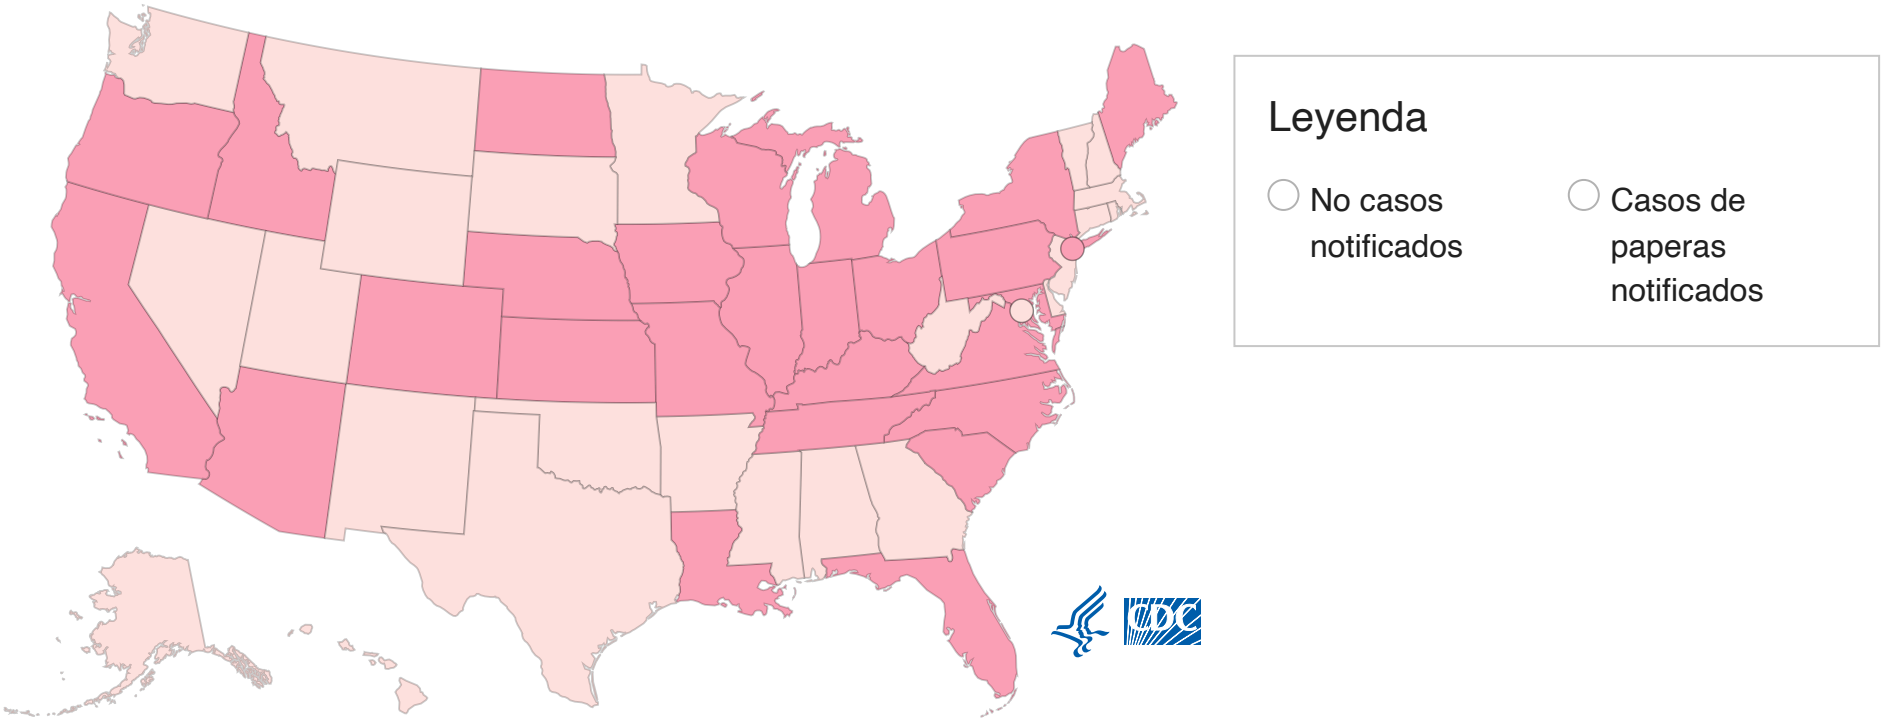 Leyenda
No casos
notificados
Casos de
paperas
notificados
CDC